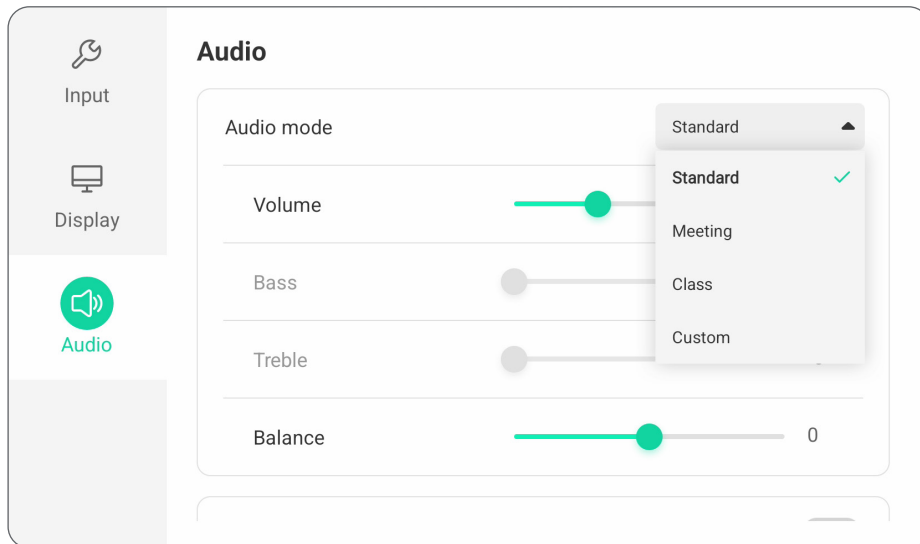 Input
Display
Audio
Audio
Audio mode
Standard
Standard
Meeting
Class
Custom
Volume
Bass
Treble
Balance
0